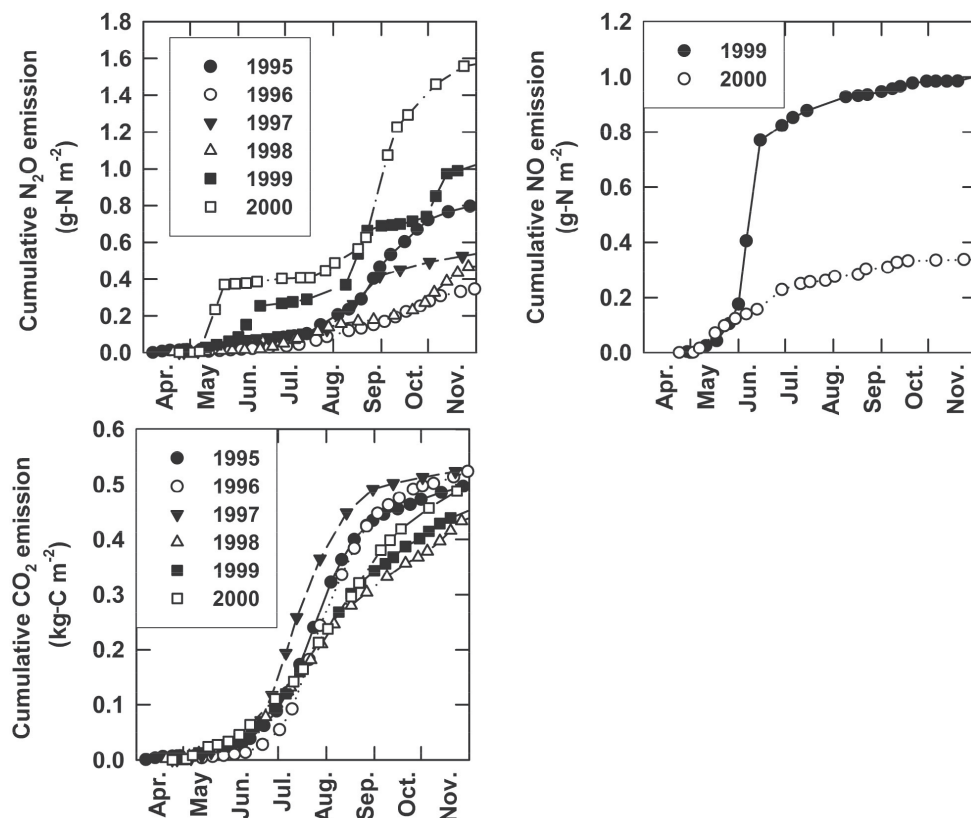 Cumulative N2O emission
(g-N m-2)
1.8
1.6
1.4
1.2
1.0
0.8
0.6
0.4
0.2
0.0
1995
1996
1997
1998
1999
2000
Apr.
May
Jun.
Jul.
Aug.
Sep.
Oct.
Nov.
Cumulative NO emission
(g-N m-2)
1.2
1.0
0.8
0.6
0.4
0.2
0.0
1999
2000
Apr.
May
Jun.
Jul.
Aug.
Sep.
Oct.
Nov.
Cumulative CO2 emission
(kg-C m-2)
0.6
0.5
0.4
0.3
0.2
0.1
0.0
1995
1996
1997
1998
1999
2000
Apr.
May
Jun.
Jul.
Aug.
Sep.
Oct.
Nov.